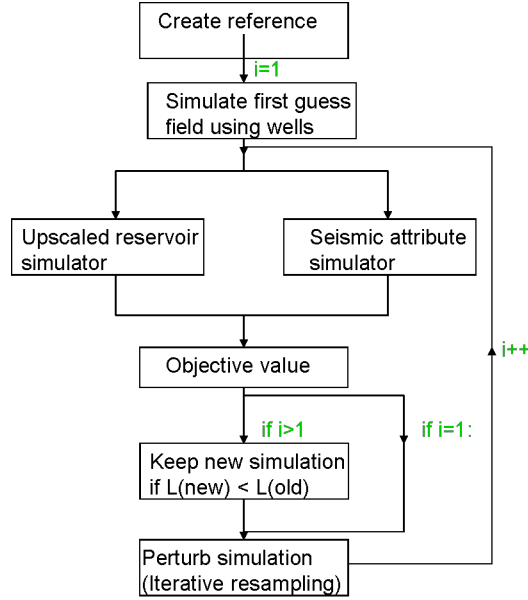 Create reference
i=1
Simulate first guess
field using wells
Upscaled reservoir
simulator
Seismic attribute
simulator
Objective value
i++
if i>1
if i=1:
Keep new simulation
if L(new) < L(old)
Perturb simulation
(Iterative resampling)